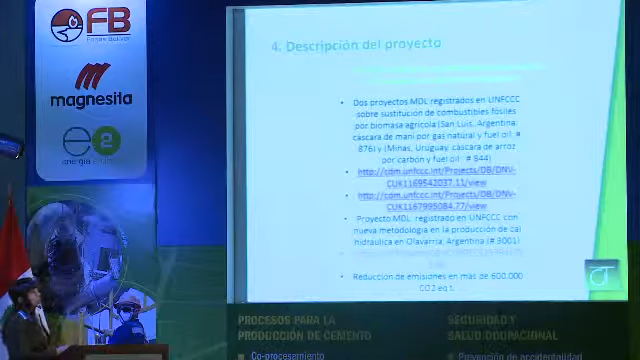 FB
magnesita
e2
4. Descripción del proyecto
• Dos proyectos MDL registrados en UNFCCC
sobre sustitución de combustibles fósiles
por biomasa agrícola (San Luis, Argentina,
cáscara de maní por gas natural y fuel oil: #
876) y (Minas, Uruguay, cáscara de arroz
por carbón y fuel oil : # 844)
• http://cdm.unfccc.int/Projects/DB/DNV-
CUK1169542037.11/view
• http://cdm.unfccc.int/Projects/DB/DNV-
CUK1167995084.77/view
• Proyecto MDL registrado en UNFCCC con
nueva metodología en la producción de cal
hidráulica en Olavarría, Argentina (# 3001)
• Reducción de emisiones en más de 600.000
CO2 eq t.
PROCESOS PARA LA
PRODUCCIÓN DE CEMENTO
Co-procesamiento
SEGURIDAD Y
SALUD OCUPACIONAL
Prevención de accidentalidad